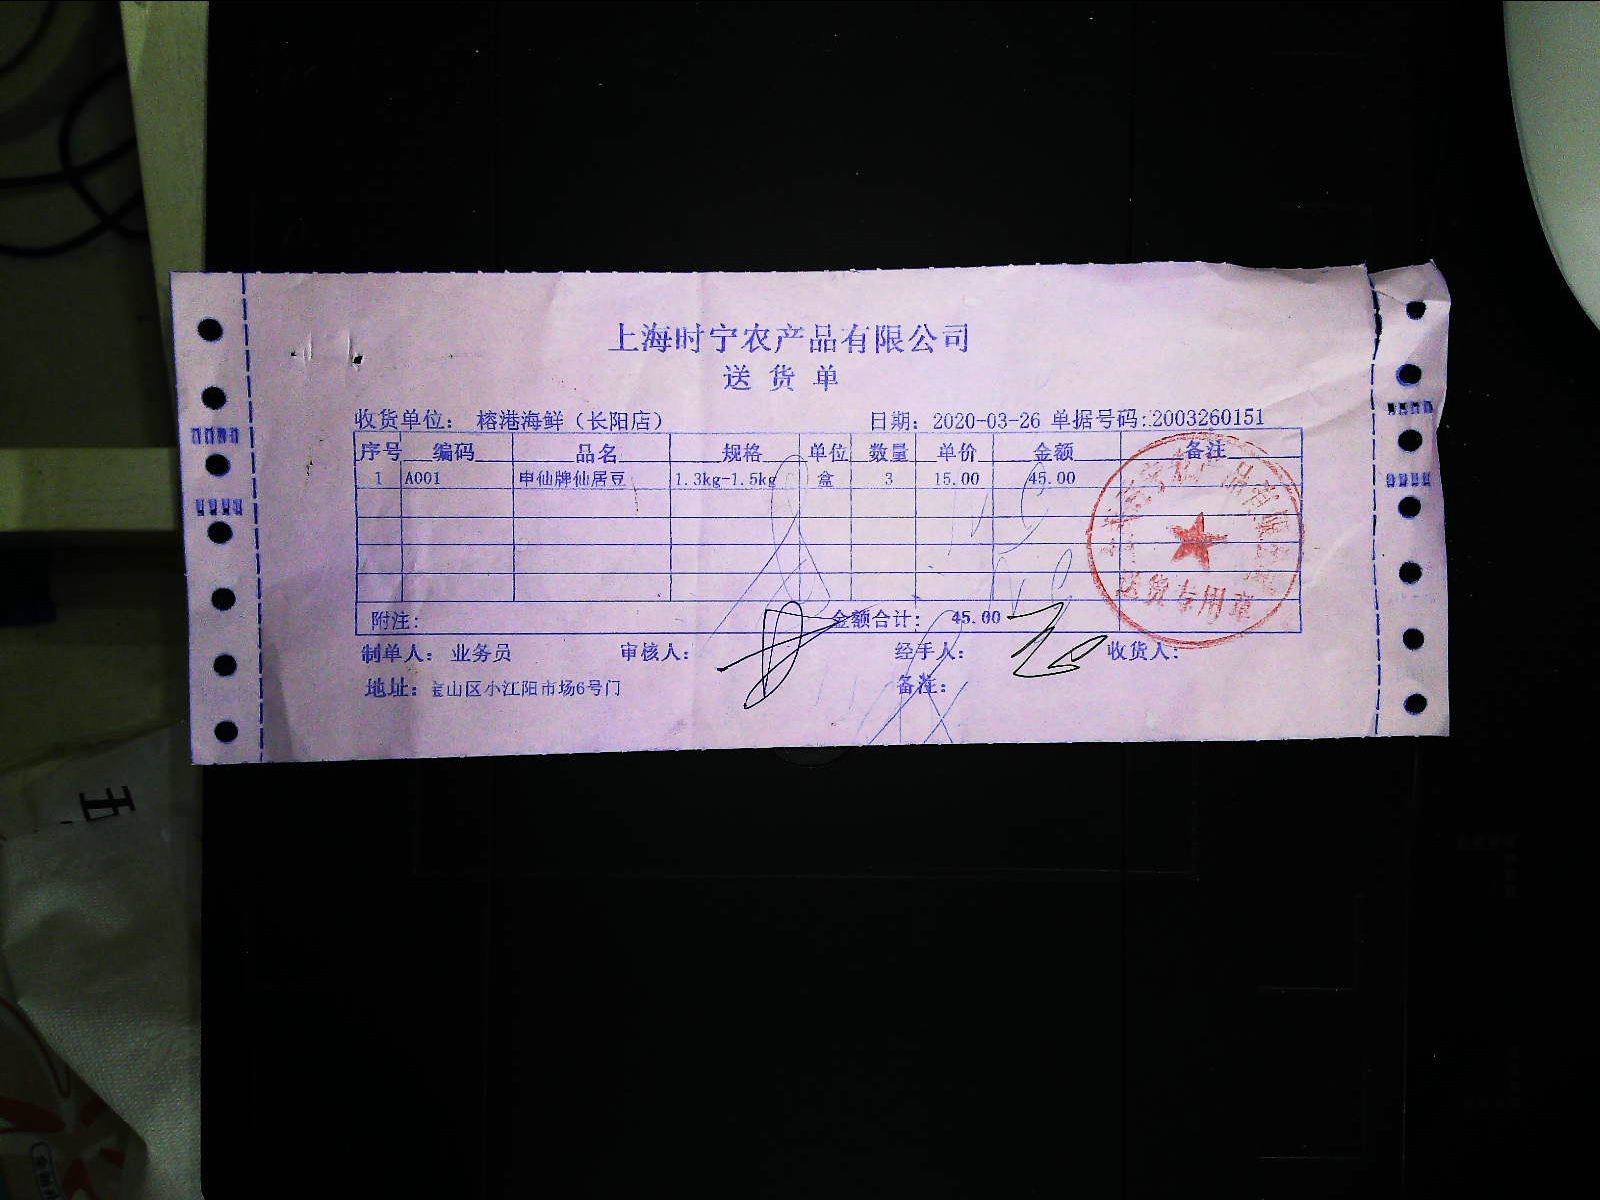 上海时宁农产品有限公司
送货单
收货单位： 榕港海鲜（长阳店） 日期：2020-03-26 单据号码:2003260151
序号 编码 品名 规格 单位 数量 单价 金额 备注
1 A001 申仙牌仙居豆 1.3kg-1.5kg 盒 3 15.00 45.00
附注： 金额合计： 45.00
送货专用章
制单人： 业务员 审核人： 经手人： 收货人：
地址：宝山区小江阳市场6号门 备注：